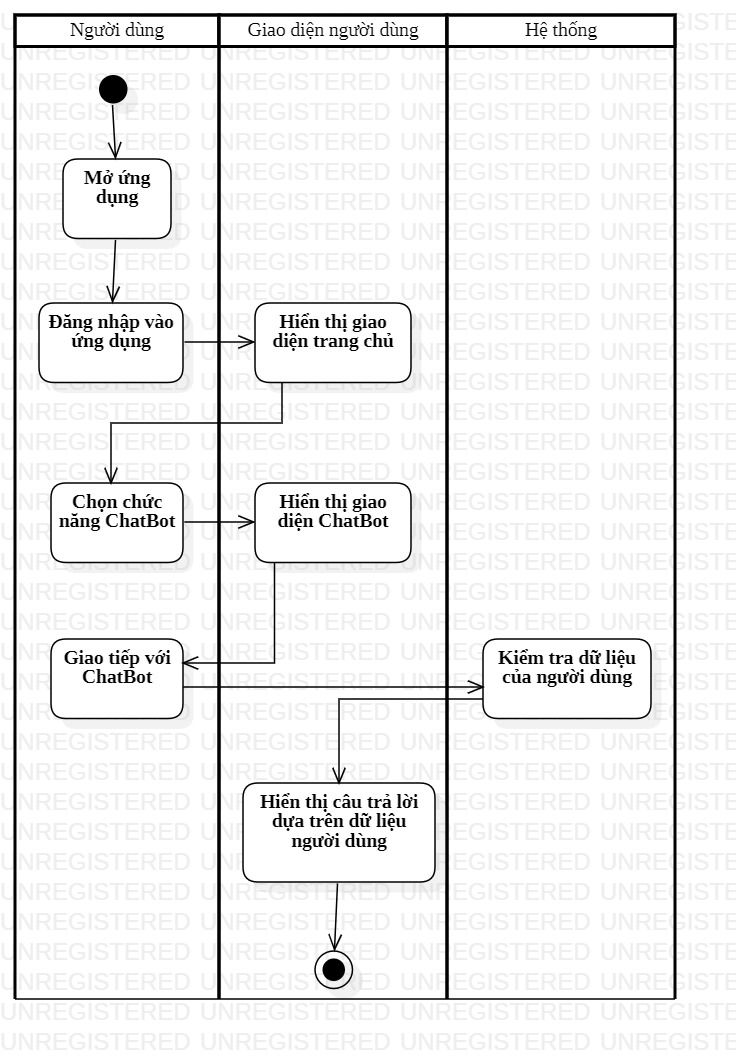 Người dùng
Giao diện người dùng
Hệ thống
Mở ứng
dụng
Đăng nhập vào
ứng dụng
Hiển thị giao
diện trang chủ
Chọn chức
năng ChatBot
Hiển thị giao
diện ChatBot
Giao tiếp với
ChatBot
Kiểm tra dữ liệu
của người dùng
Hiển thị câu trả lời
dựa trên dữ liệu
người dùng
UNREGISTERED